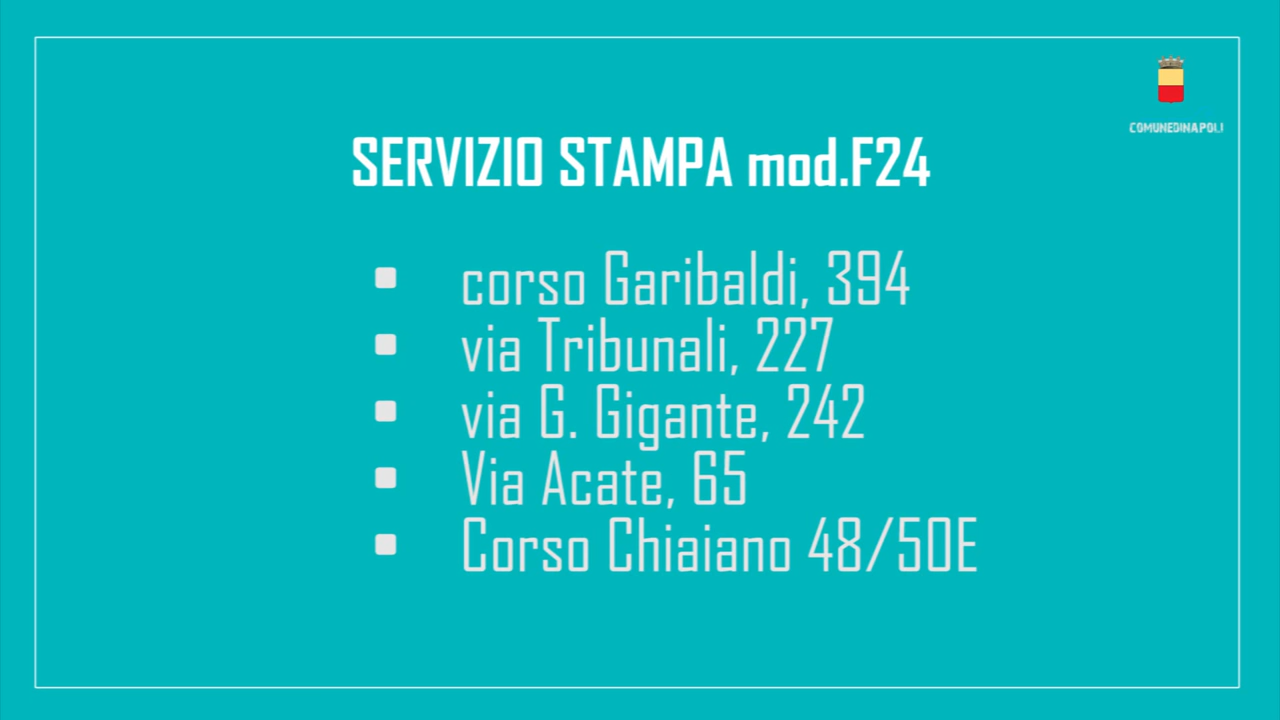 COMUNEDINAPOLI
SERVIZIO STAMPA mod.F24
▪ corso Garibaldi, 394
▪ via Tribunali, 227
▪ via G. Gigante, 242
▪ Via Acate, 65
▪ Corso Chiaiano 48/50E